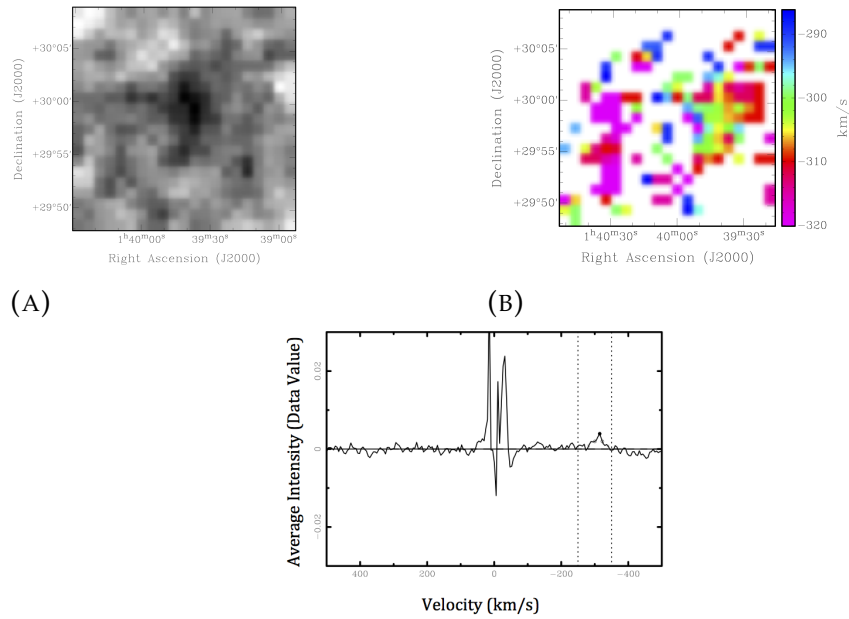 +30°05'
+30°00'
+29°55'
+29°50'
Declination (J2000)
1ʰ40ᵐ00ˢ 39ᵐ30ˢ 39ᵐ00ˢ
Right Ascension (J2000)
+30°05'
+30°00'
+29°55'
+29°50'
Declination (J2000)
1ʰ40ᵐ30ˢ 40ᵐ00ˢ 39ᵐ30ˢ
Right Ascension (J2000)
−290
−300
−310
−320
km/s
(A) (B)
Average Intensity (Data Value)
0.02
0
−0.02
400 200 0 −200 −400
Velocity (km/s)